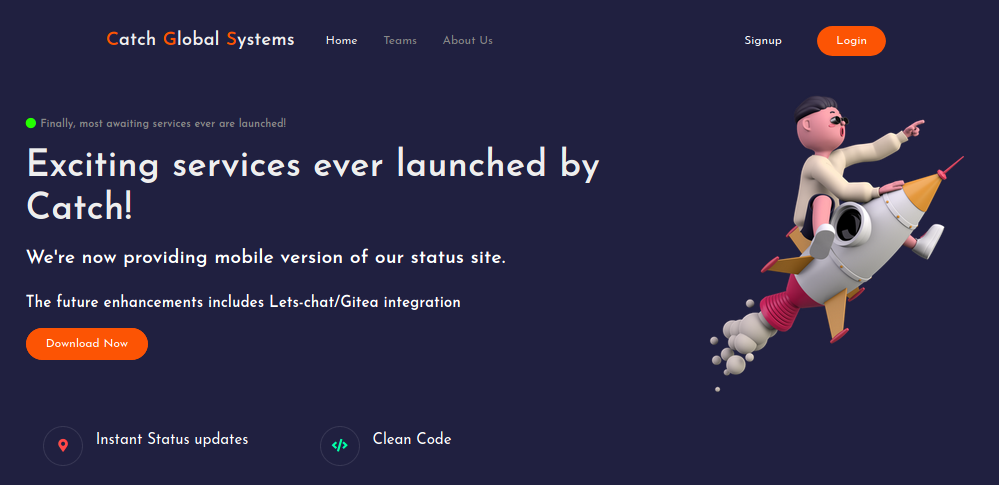 Catch Global Systems
Home
Teams
About Us
Signup
Login
Finally, most awaiting services ever are launched!
Exciting services ever launched by
Catch!
We're now providing mobile version of our status site.
The future enhancements includes Lets-chat/Gitea integration
Download Now
Instant Status updates
Clean Code